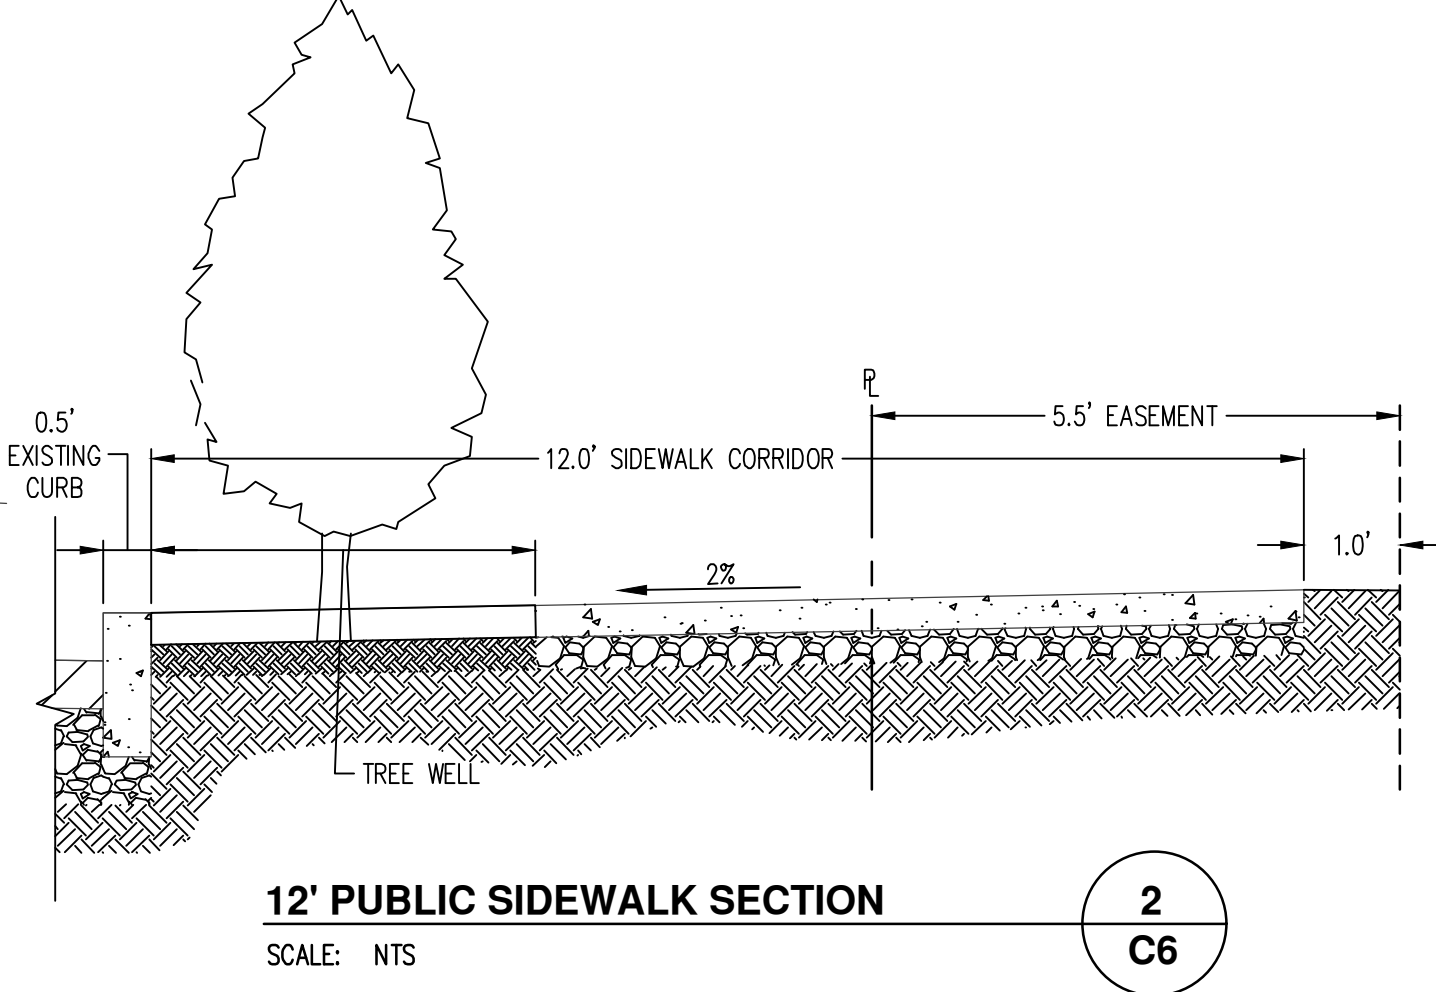 PL
0.5'
EXISTING
CURB
5.5' EASEMENT
12.0' SIDEWALK CORRIDOR
1.0'
2%
TREE WELL
12' PUBLIC SIDEWALK SECTION
SCALE: NTS
2
C6